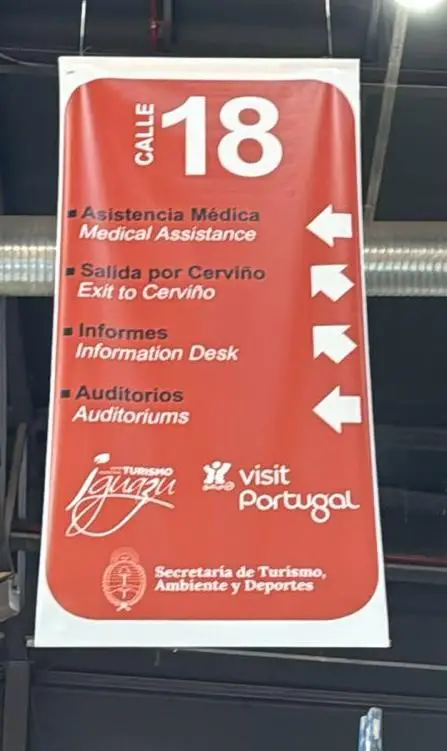 CALLE 18
Asistencia Médica
Medical Assistance
Salida por Cerviño
Exit to Cerviño
Informes
Information Desk
Auditorios
Auditoriums
TURISMO
Iguazu
visit
Portugal
Secretaría de Turismo,
Ambiente y Deportes